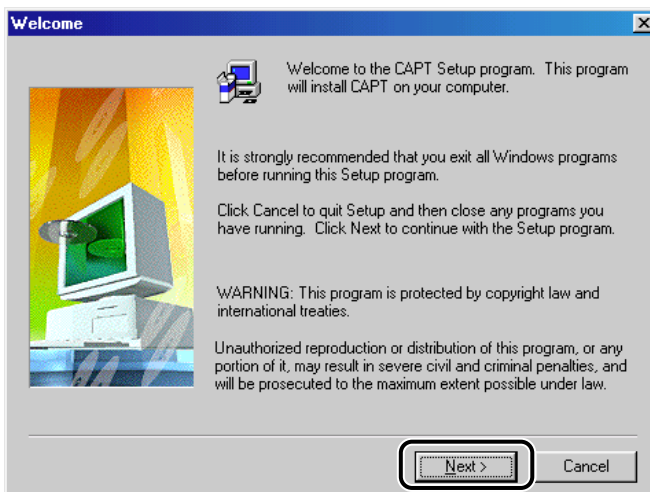 Welcome
Welcome to the CAPT Setup program. This program
will install CAPT on your computer.
It is strongly recommended that you exit all Windows programs
before running this Setup program.
Click Cancel to quit Setup and then close any programs you
have running. Click Next to continue with the Setup program.
WARNING: This program is protected by copyright law and
international treaties.
Unauthorized reproduction or distribution of this program, or any
portion of it, may result in severe civil and criminal penalties, and
will be prosecuted to the maximum extent possible under law.
Next >
Cancel